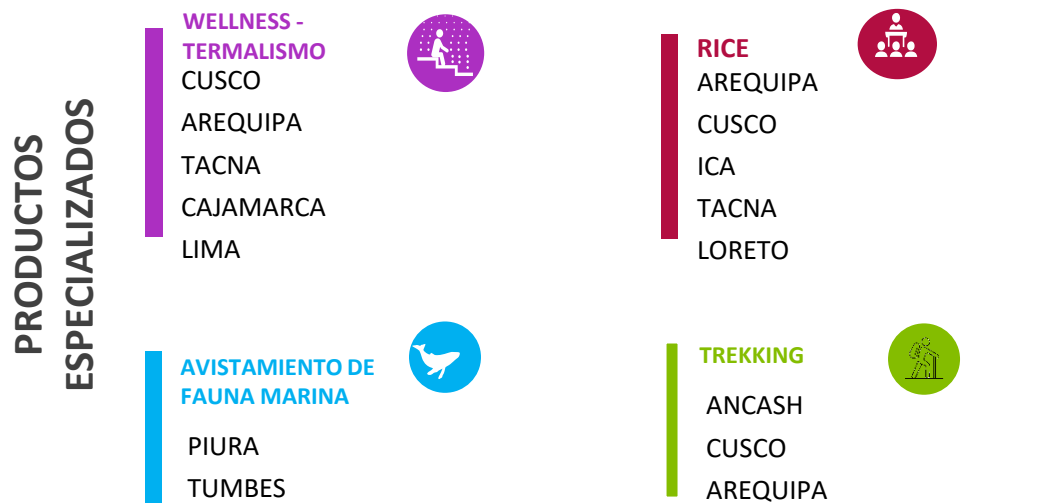 PRODUCTOS
ESPECIALIZADOS
WELLNESS -
TERMALISMO
CUSCO
AREQUIPA
TACNA
CAJAMARCA
LIMA
RICE
AREQUIPA
CUSCO
ICA
TACNA
LORETO
AVISTAMIENTO DE
FAUNA MARINA
PIURA
TUMBES
TREKKING
ANCASH
CUSCO
AREQUIPA